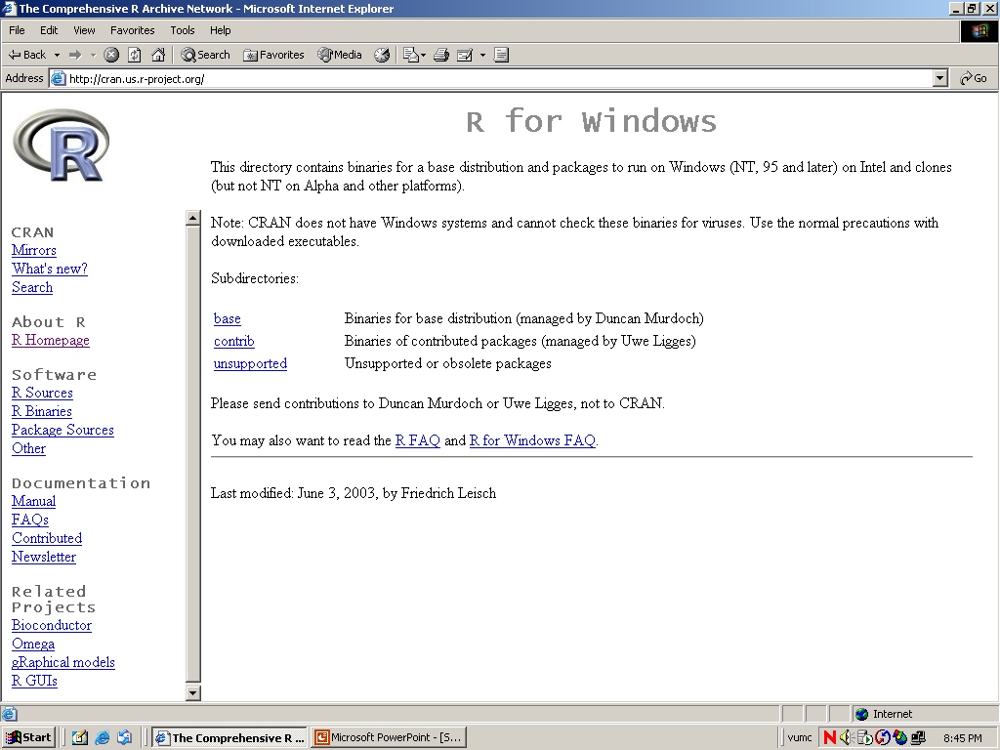 The Comprehensive R Archive Network - Microsoft Internet Explorer
File Edit View Favorites Tools Help
Back Search Favorites Media
Address http://cran.us.r-project.org/ Go
R
CRAN
Mirrors
What's new?
Search
About R
R Homepage
Software
R Sources
R Binaries
Package Sources
Other
Documentation
Manual
FAQs
Contributed
Newsletter
Related
Projects
Bioconductor
Omega
gRaphical models
R GUIs
R for Windows
This directory contains binaries for a base distribution and packages to run on Windows (NT, 95 and later) on Intel and clones
(but not NT on Alpha and other platforms).
Note: CRAN does not have Windows systems and cannot check these binaries for viruses. Use the normal precautions with
downloaded executables.
Subdirectories:
base Binaries for base distribution (managed by Duncan Murdoch)
contrib Binaries of contributed packages (managed by Uwe Ligges)
unsupported Unsupported or obsolete packages
Please send contributions to Duncan Murdoch or Uwe Ligges, not to CRAN.
You may also want to read the R FAQ and R for Windows FAQ.
Last modified: June 3, 2003, by Friedrich Leisch
Internet
Start The Comprehensive R ... Microsoft PowerPoint - [S... vumc N 8:45 PM